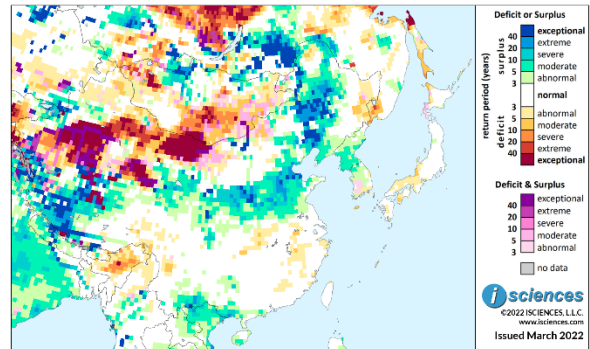 Deficit or Surplus
return period (years)
surplus
deficit
40 exceptional
20 extreme
10 severe
5 moderate
3 abnormal
normal
3 abnormal
5 moderate
10 severe
20 extreme
40 exceptional
Deficit & Surplus
40 exceptional
20 extreme
10 severe
5 moderate
3 abnormal
no data
i sciences
©2022 ISCIENCES, L.L.C.
www.isciences.com
Issued March 2022